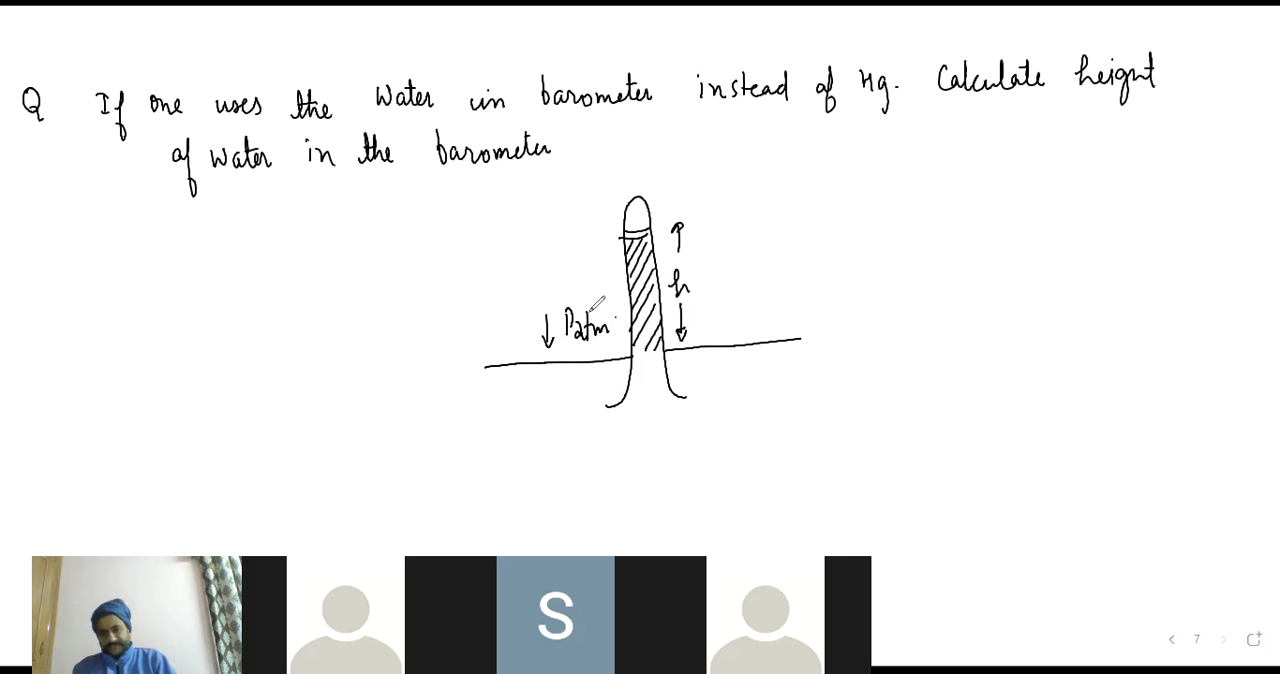 Q If one uses the Water in barometer instead of Hg. Calculate height
of water in the barometer
h
↓ Patm.
S
< 7 >